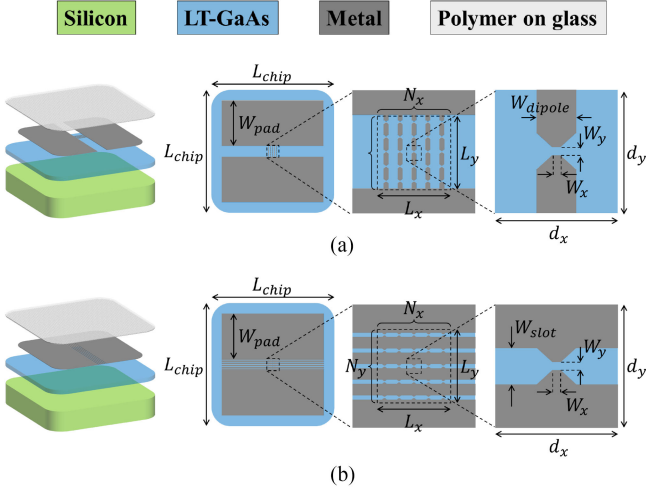 Silicon LT-GaAs Metal Polymer on glass
L_chip
L_chip
W_pad
N_x
L_y
L_x
W_dipole
W_y
W_x
d_y
d_x
(a)
L_chip
L_chip
W_pad
N_x
N_y
L_y
L_x
W_slot
W_y
W_x
d_y
d_x
(b)